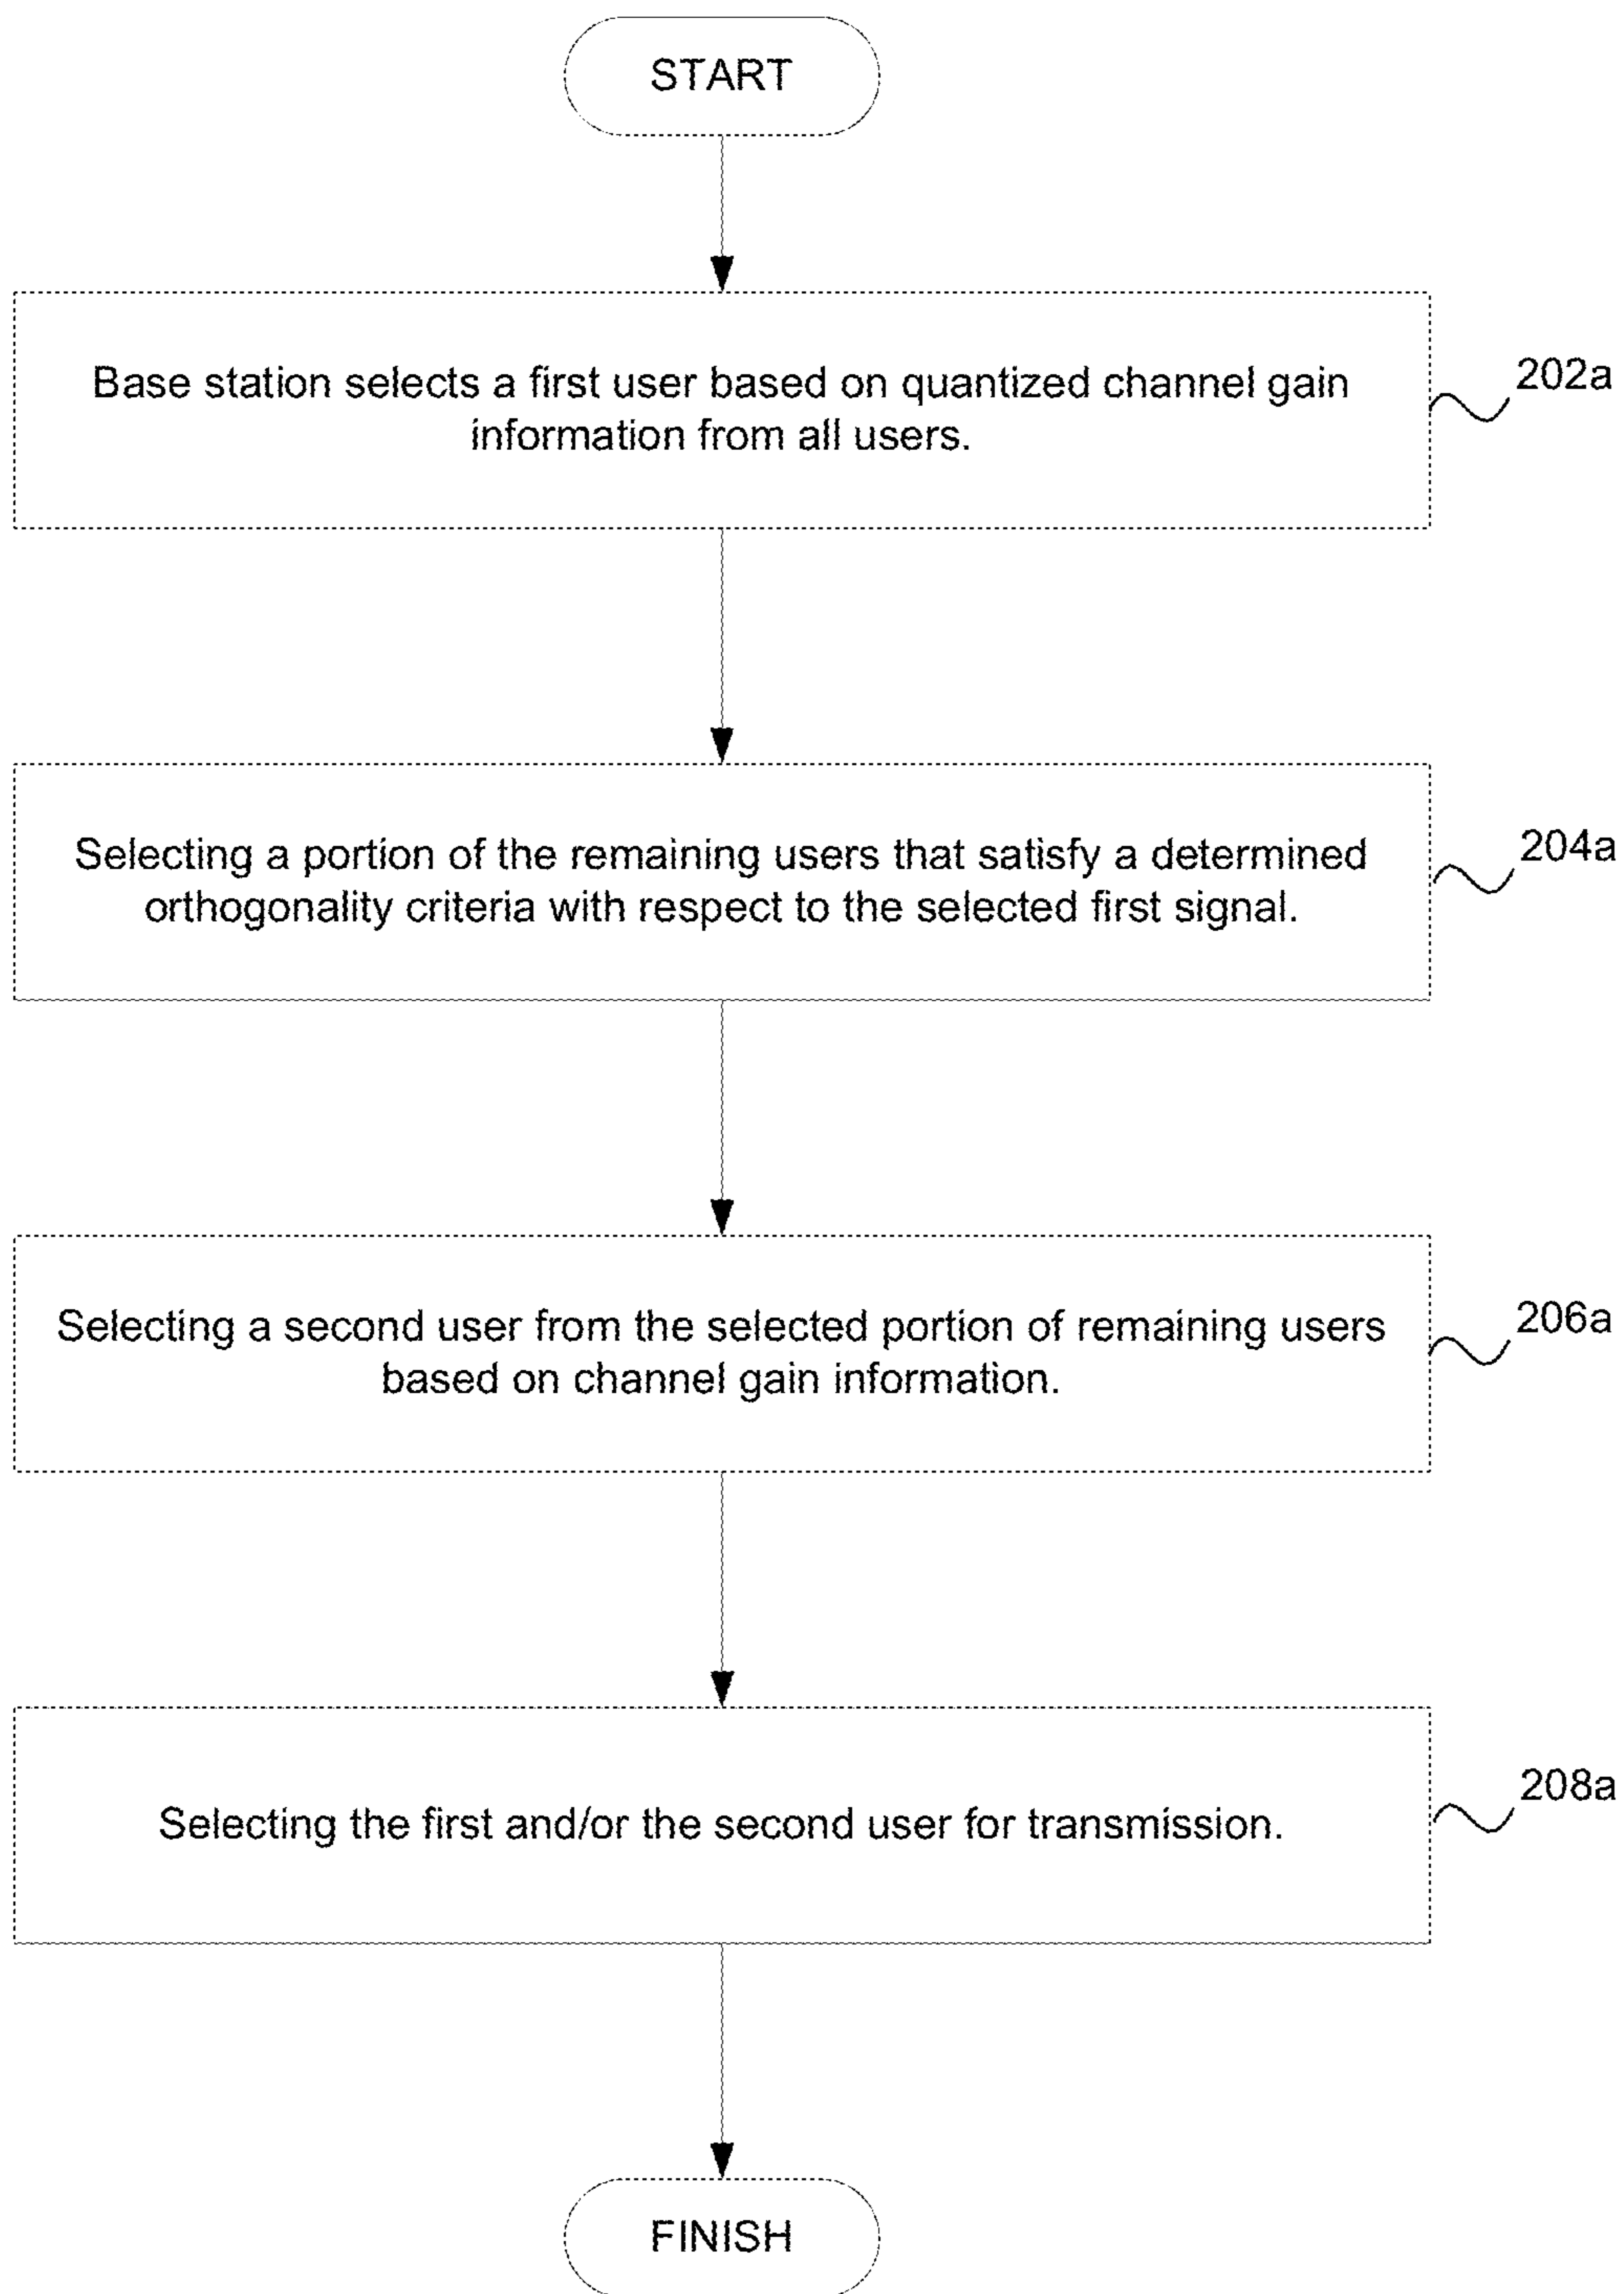 START
Base station selects a first user based on quantized channel gain
information from all users.
202a
Selecting a portion of the remaining users that satisfy a determined
orthogonality criteria with respect to the selected first signal.
204a
Selecting a second user from the selected portion of remaining users
based on channel gain information.
206a
Selecting the first and/or the second user for transmission.
208a
FINISH